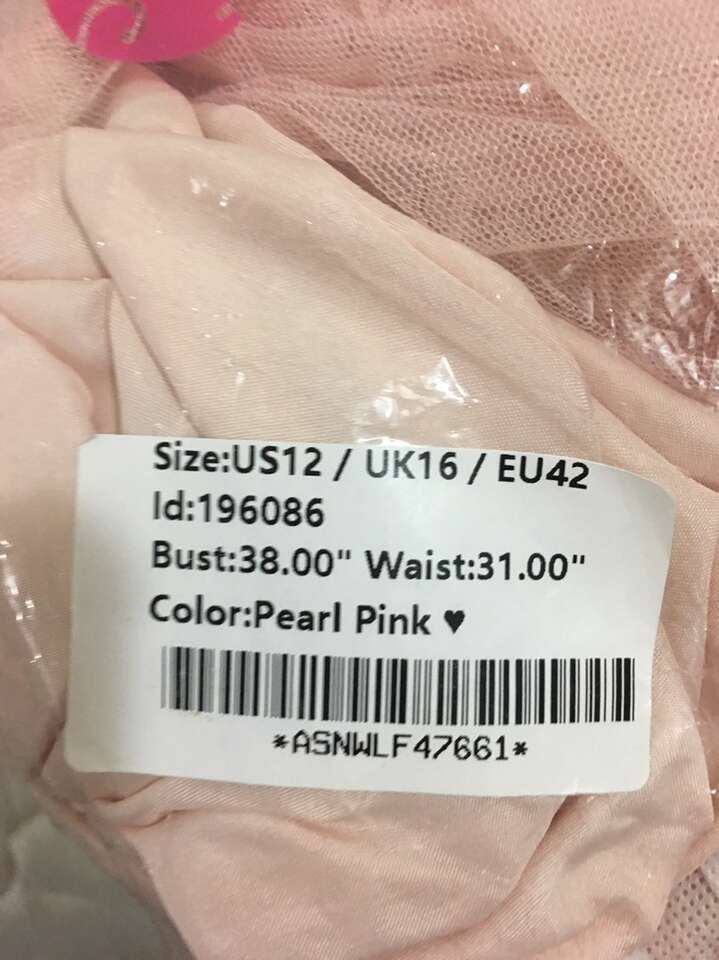 Size:US12 / UK16 / EU42
Id:196086
Bust:38.00" Waist:31.00"
Color:Pearl Pink ♥
*ASNWLF47661*